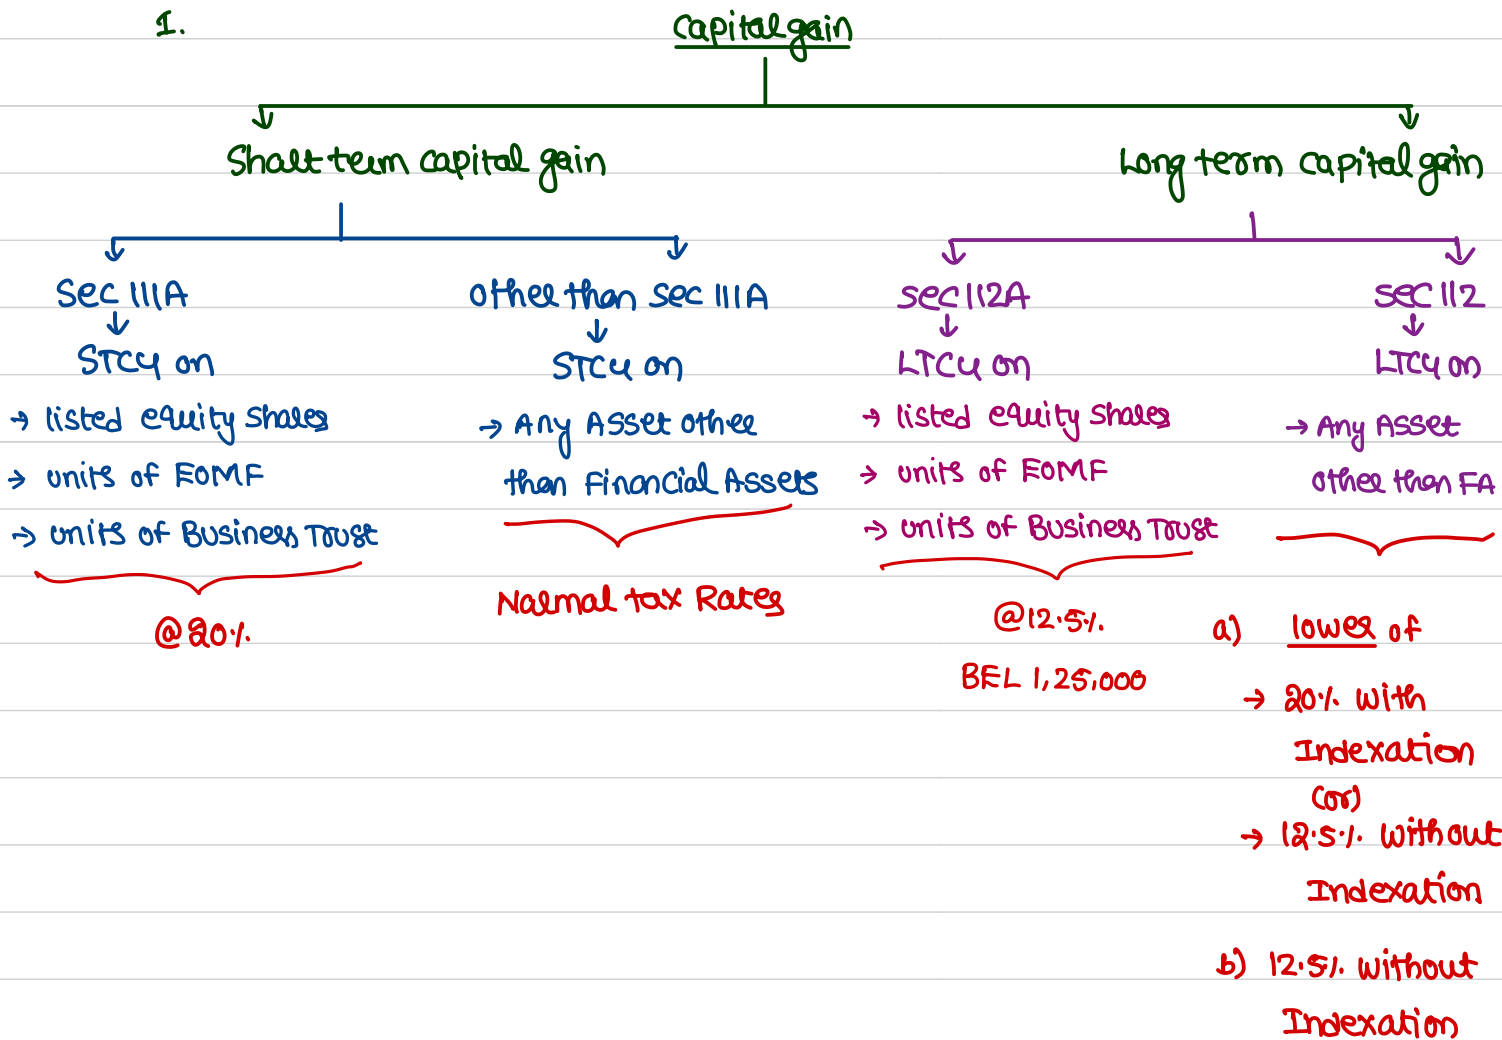 I.
Capital gain
Short term capital gain
Long term capital gain
Sec 111A
Other than Sec 111A
Sec 112A
Sec 112
STCG on
STCG on
LTCG on
LTCG on
→ listed equity shares
→ units of EOMF
→ units of Business Trust
@20%
→ Any Asset other
than Financial Assets
Normal tax Rates
→ listed equity shares
→ units of EOMF
→ units of Business Trust
@12.5%
BEL 1,25,000
→ Any Asset
other than FA
a) lower of
→ 20% with
Indexation
(or)
→ 12.5% without
Indexation
b) 12.5% without
Indexation